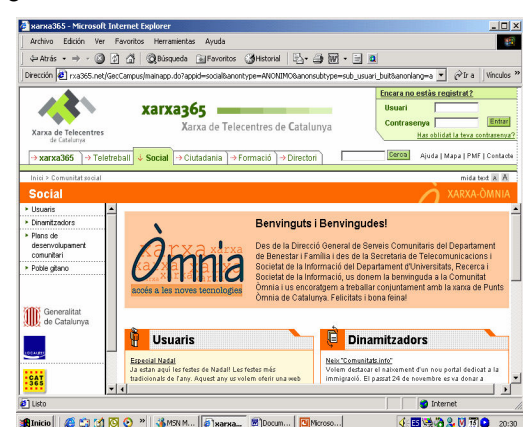 xarxa365 - Microsoft Internet Explorer
Archivo Edición Ver Favoritos Herramientas Ayuda
Atrás Búsqueda Favoritos Historial
Dirección rxa365.net/GecCampus/mainapp.do?appid=social&anontype=ANONIMO&anonsubtype=sub_usuari_buit&anonlang=a Ir a Vínculos »
Encara no estàs registrat?
Usuari
Contrasenya Entrar
Has oblidat la teva contrasenya?
xarxa365
Xarxa de Telecentres de Catalunya
Xarxa de Telecentres
de Catalunya
xarxa365 Teletreball Social Ciutadania Formació Directori Cerca Ajuda | Mapa | PMF | Contacte
Inici > Comunitat social mida text A A
Social XARXA-ÒMNIA
Usuaris
Dinamitzadors
Plans de
desenvolupament
comunitari
Poble gitano
Generalitat
de Catalunya
CAT
365
xarxa xarxa
Òmnia
accés a les noves tecnologies
Benvinguts i Benvingudes!
Des de la Direcció General de Serveis Comunitaris del Departament
de Benestar i Família i des de la Secretaria de Telecomunicacions i
Societat de la Informació del Departament d'Universitats, Recerca i
Societat de la Informació, us donem la benvinguda a la Comunitat
Òmnia i us encoratgem a treballar conjuntament amb la xarxa de Punts
Òmnia de Catalunya. Felicitats i bona feina!
Usuaris
Especial Nadal
Ja estan aquí les festes de Nadal! Les festes més
tradicionals de l'any. Aquest any us volem oferir una web
Dinamitzadors
Neix "Comunitats.info"
Volem destacar el naixement d'un nou portal dedicat a la
immigració. El passat 24 de novembre es va donar a
Listo Internet
Inicio » MSN M... xarxa... Docum... Microso... 20:30